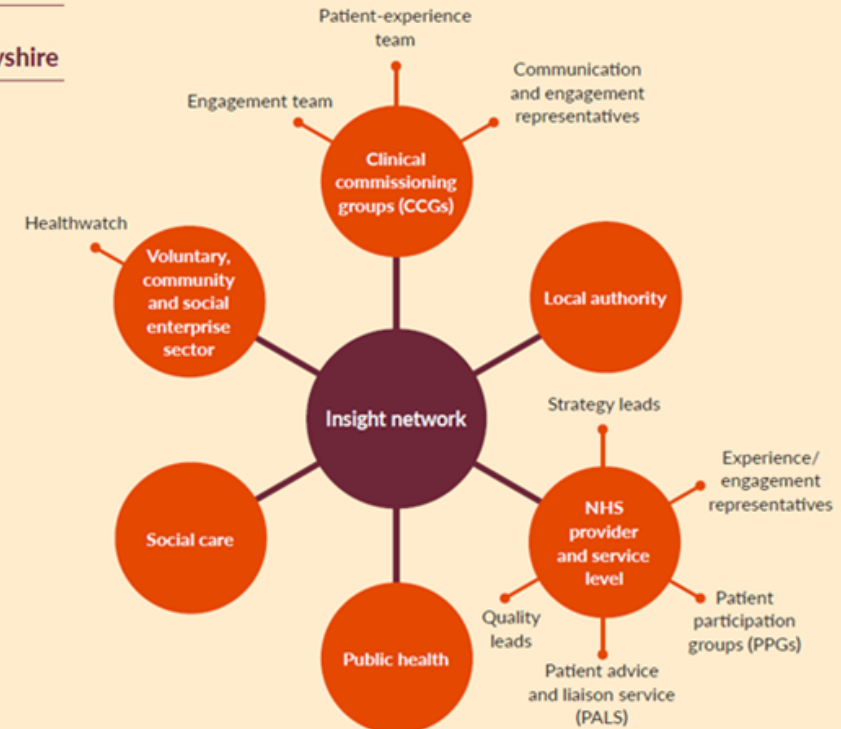 Patient-experience
team
Engagement team
Communication
and engagement
representatives
Clinical
commissioning
groups (CCGs)
Healthwatch
Voluntary,
community
and social
enterprise
sector
Local authority
Insight network
Strategy leads
Experience/
engagement
representatives
NHS
provider
and service
level
Social care
Quality
leads
Patient
participation
groups (PPGs)
Public health
Patient advice
and liaison service
(PALS)